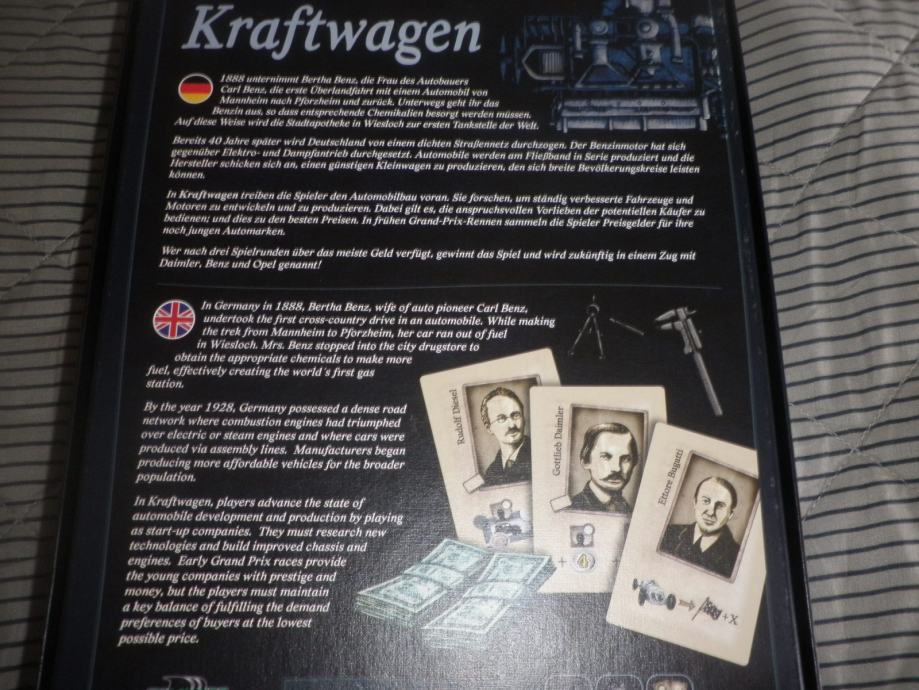 Kraftwagen
1888 unternimmt Bertha Benz, die Frau des Autobauers
Carl Benz, die erste Überlandfahrt mit einem Automobil von
Mannheim nach Pforzheim und zurück. Unterwegs geht ihr das
Benzin aus, so dass entsprechende Chemikalien besorgt werden müssen.
Auf diese Weise wird die Stadtapotheke in Wiesloch zur ersten Tankstelle der Welt.
Bereits 40 Jahre später wird Deutschland von einem dichten Straßennetz durchzogen. Der Benzinmotor hat sich
gegenüber Elektro- und Dampfantrieb durchgesetzt. Automobile werden am Fließband in Serie produziert und die
Hersteller schicken sich an, einen günstigen Kleinwagen zu produzieren, den sich breite Bevölkerungskreise leisten
können.
In Kraftwagen treiben die Spieler den Automobilbau voran. Sie forschen, um ständig verbesserte Fahrzeuge und
Motoren zu entwickeln und zu produzieren. Dabei gilt es, die anspruchsvollen Vorlieben der potentiellen Käufer zu
bedienen; und dies zu den besten Preisen. In frühen Grand-Prix-Rennen sammeln die Spieler Preisgelder für ihre
noch jungen Automarken.
Wer nach drei Spielrunden über das meiste Geld verfügt, gewinnt das Spiel und wird zukünftig in einem Zug mit
Daimler, Benz und Opel genannt!
In Germany in 1888, Bertha Benz, wife of auto pioneer Carl Benz,
undertook the first cross-country drive in an automobile. While making
the trek from Mannheim to Pforzheim, her car ran out of fuel
in Wiesloch. Mrs. Benz stopped into the city drugstore to
obtain the appropriate chemicals to make more
fuel, effectively creating the world´s first gas
station.
By the year 1928, Germany possessed a dense road
network where combustion engines had triumphed
over electric or steam engines and where cars were
produced via assembly lines. Manufacturers began
producing more affordable vehicles for the broader
population.
In Kraftwagen, players advance the state of
automobile development and production by playing
as start-up companies. They must research new
technologies and build improved chassis and
engines. Early Grand Prix races provide
the young companies with prestige and
money, but the players must maintain
a key balance of fulfilling the demand
preferences of buyers at the lowest
possible price.
Rudolf Diesel
Gottlieb Daimler
Ettore Bugatti
+
+X